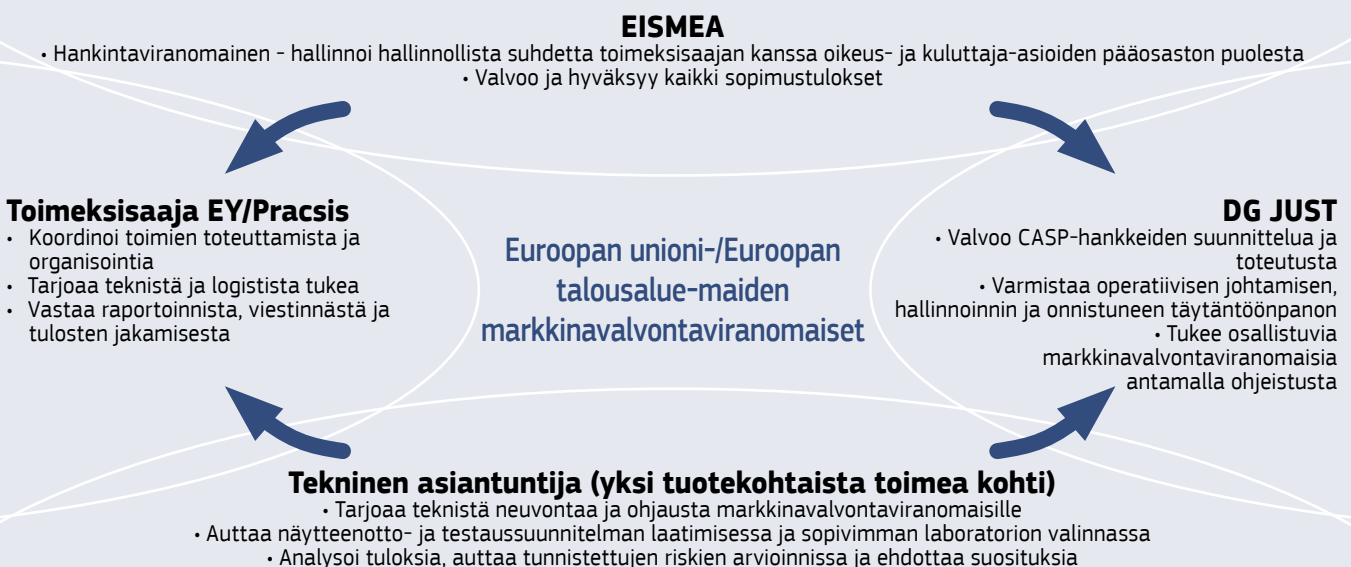 EISMEA
• Hankintaviranomainen - hallinnoi hallinnollista suhdetta toimeksisaajan kanssa oikeus- ja kuluttaja-asioiden pääosaston puolesta
• Valvoo ja hyväksyy kaikki sopimustulokset
Toimeksisaaja EY/Pracsis
• Koordinoi toimien toteuttamista ja
organisointia
• Tarjoaa teknistä ja logistista tukea
• Vastaa raportoinnista, viestinnästä ja
tulosten jakamisesta
Euroopan unioni-/Euroopan
talousalue-maiden
markkinavalvontaviranomaiset
DG JUST
• Valvoo CASP-hankkeiden suunnittelua ja
toteutusta
• Varmistaa operatiivisen johtamisen,
hallinnoinnin ja onnistuneen täytäntöönpanon
• Tukee osallistuvia
markkinavalvontaviranomaisia
antamalla ohjeistusta
Tekninen asiantuntija (yksi tuotekohtaista toimea kohti)
• Tarjoaa teknistä neuvontaa ja ohjausta markkinavalvontaviranomaisille
• Auttaa näytteenotto- ja testaussuunnitelman laatimisessa ja sopivimman laboratorion valinnassa
• Analysoi tuloksia, auttaa tunnistettujen riskien arvioinnissa ja ehdottaa suosituksia